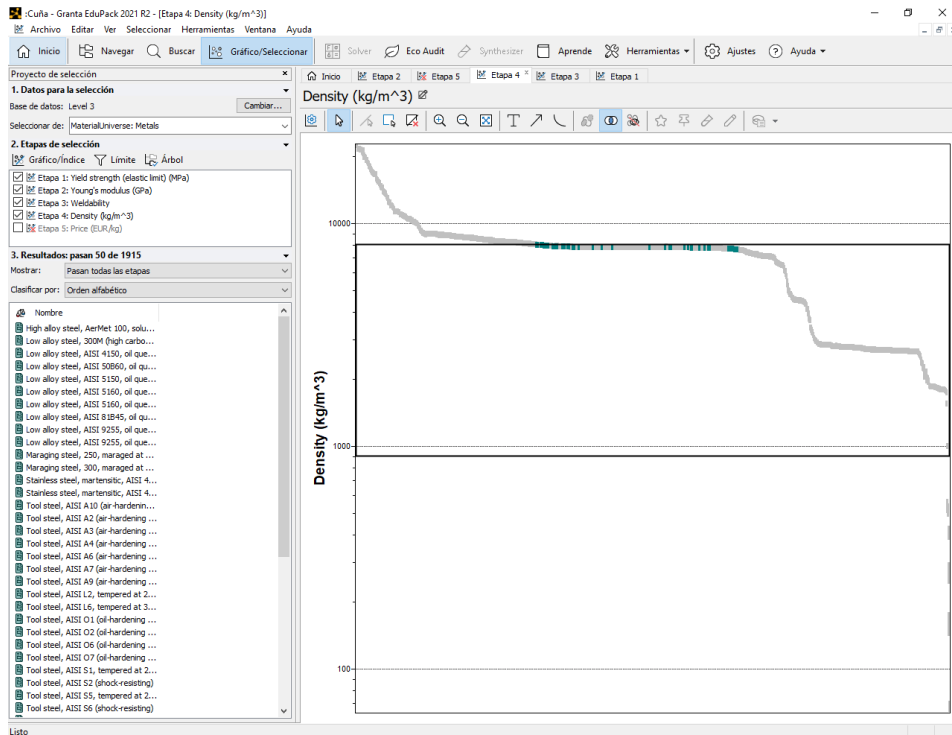 :Cuña - Granta EduPack 2021 R2 - [Etapa 4: Density (kg/m^3)]
Archivo Editar Ver Seleccionar Herramientas Ventana Ayuda
Inicio Navegar Buscar Gráfico/Seleccionar Solver Eco Audit Synthesizer Aprende Herramientas Ajustes Ayuda
Proyecto de selección
1. Datos para la selección
Base de datos: Level 3 Cambiar...
Seleccionar de: MaterialUniverse: Metals
2. Etapas de selección
Gráfico/Índice Límite Árbol
Etapa 1: Yield strength (elastic limit) (MPa)
Etapa 2: Young's modulus (GPa)
Etapa 3: Weldability
Etapa 4: Density (kg/m^3)
Etapa 5: Price (EUR/kg)
3. Resultados: pasan 50 de 1915
Mostrar: Pasan todas las etapas
Clasificar por: Orden alfabético
Nombre
High alloy steel, AerMet 100, solu...
Low alloy steel, 300M (high carbo...
Low alloy steel, AISI 4150, oil que...
Low alloy steel, AISI 50B60, oil qu...
Low alloy steel, AISI 5150, oil que...
Low alloy steel, AISI 5160, oil que...
Low alloy steel, AISI 5160, oil que...
Low alloy steel, AISI 81B45, oil qu...
Low alloy steel, AISI 9255, oil que...
Low alloy steel, AISI 9255, oil que...
Maraging steel, 250, maraged at ...
Maraging steel, 300, maraged at ...
Stainless steel, martensitic, AISI 4...
Stainless steel, martensitic, AISI 4...
Tool steel, AISI A10 (air-hardenin...
Tool steel, AISI A2 (air-hardening ...
Tool steel, AISI A3 (air-hardening ...
Tool steel, AISI A4 (air-hardening ...
Tool steel, AISI A6 (air-hardening ...
Tool steel, AISI A7 (air-hardening ...
Tool steel, AISI A9 (air-hardening ...
Tool steel, AISI L2, tempered at 2...
Tool steel, AISI L6, tempered at 3...
Tool steel, AISI O1 (oil-hardening ...
Tool steel, AISI O2 (oil-hardening ...
Tool steel, AISI O6 (oil-hardening ...
Tool steel, AISI O7 (oil-hardening ...
Tool steel, AISI S1, tempered at 2...
Tool steel, AISI S2 (shock-resisting)
Tool steel, AISI S5, tempered at 2...
Tool steel, AISI S6 (shock-resisting)
Listo
Inicio Etapa 2 Etapa 5 Etapa 4 Etapa 3 Etapa 1
Density (kg/m^3)
10000
1000
100
Density (kg/m^3)